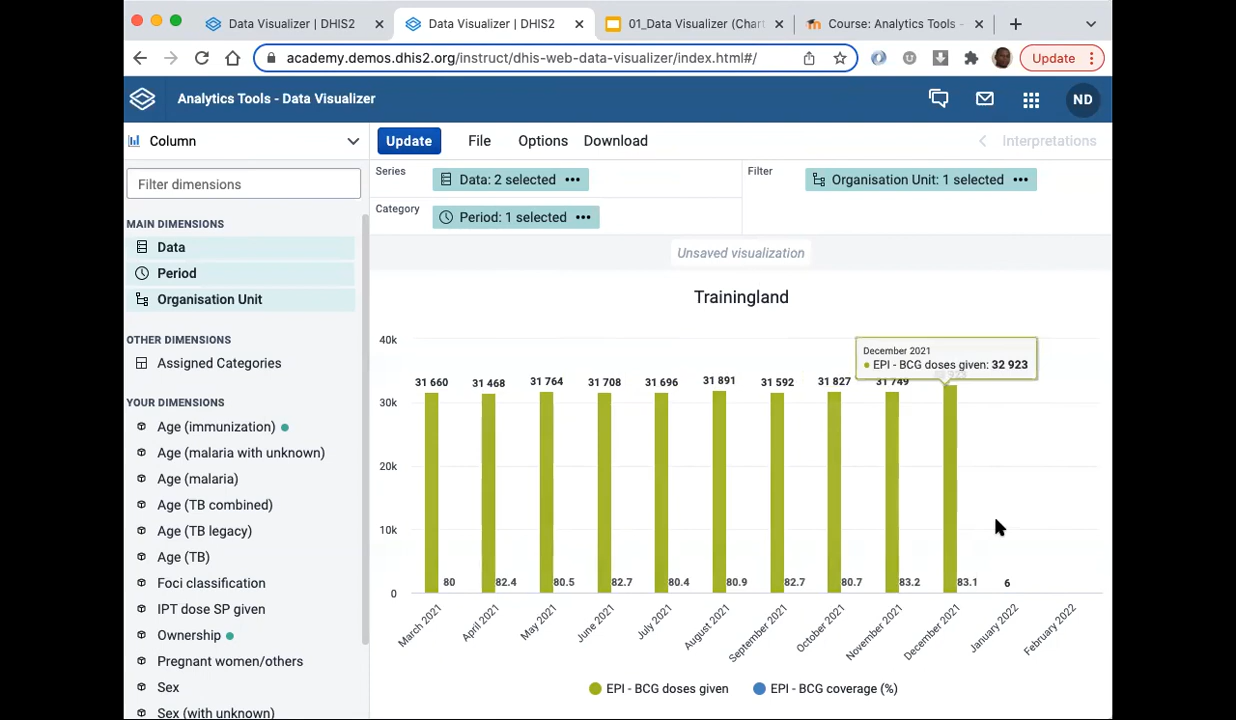 Data Visualizer | DHIS2
Data Visualizer | DHIS2
01_Data Visualizer (Chart
Course: Analytics Tools -
academy.demos.dhis2.org/instruct/dhis-web-data-visualizer/index.html#/
Update
Analytics Tools - Data Visualizer
ND
Column
Update
File
Options
Download
Interpretations
Series
Data: 2 selected
Filter
Organisation Unit: 1 selected
Category
Period: 1 selected
Filter dimensions
MAIN DIMENSIONS
Data
Period
Organisation Unit
OTHER DIMENSIONS
Assigned Categories
YOUR DIMENSIONS
Age (immunization)
Age (malaria with unknown)
Age (malaria)
Age (TB combined)
Age (TB legacy)
Age (TB)
Foci classification
IPT dose SP given
Ownership
Pregnant women/others
Sex
Sex (with unknown)
Unsaved visualization
Trainingland
December 2021
EPI - BCG doses given: 32 923
40k
30k
20k
10k
0
31 660 31 468 31 764 31 708 31 696 31 891 31 592 31 827 31 749
80 82.4 80.5 82.7 80.4 80.9 82.7 80.7 83.2 83.1 6
March 2021 April 2021 May 2021 June 2021 July 2021 August 2021 September 2021 October 2021 November 2021 December 2021 January 2022 February 2022
EPI - BCG doses given EPI - BCG coverage (%)